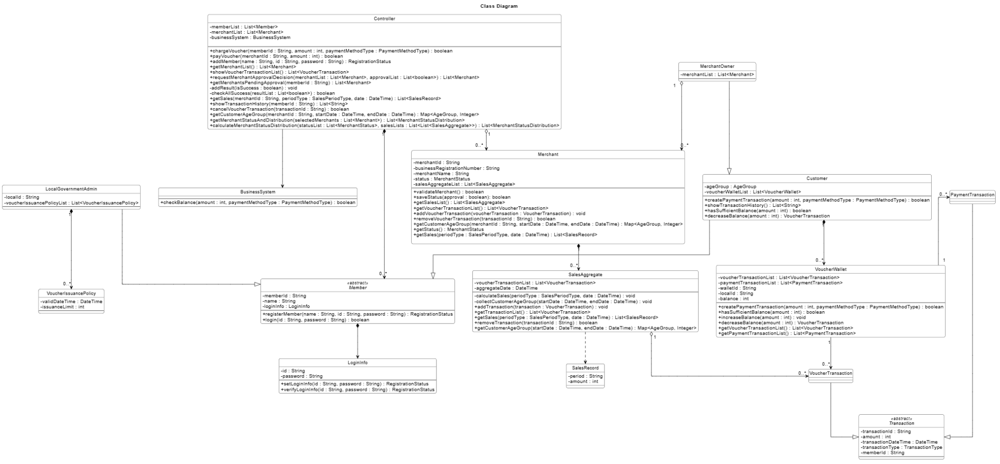 Class Diagram
Controller
-memberList : List<Member>
-merchantList : List<Merchant>
-businessSystem : BusinessSystem
+chargeVoucher(memberId : String, amount : int, paymentMethodType : PaymentMethodType) : boolean
+payVoucher(merchantId : String, amount : int) : boolean
+addMember(name : String, id : String, password : String) : RegistrationStatus
+getMerchantList() : List<Merchant>
+showVoucherTransactionList() : List<VoucherTransaction>
+requestMerchantApprovalDecision(merchantList : List<Merchant>, approvalList : List<boolean>) : List<Merchant>
+getMerchantsPendingApproval(memberId : String) : List<Merchant>
-addResult(isSuccess : boolean) : void
-checkAllSuccess(resultList : List<boolean>) : boolean
+getSales(merchantId : String, periodType : SalesPeriodType, date : DateTime) : List<SalesRecord>
+showTransactionHistory(memberId : String) : List<String>
+cancelVoucherTransaction(transactionId : String) : boolean
+getCustomerAgeGroup(merchantId : String, startDate : DateTime, endDate : DateTime) : Map<AgeGroup, Integer>
+getMerchantStatusAndDistribution(selectedMerchants : List<Merchant>) : List<MerchantStatusDistribution>
+calculateMerchantStatusDistribution(statusList : List<MerchantStatus>, salesLists : List<List<SalesAggregate>>) : List<MerchantStatusDistribution>
1
1
0..*
MerchantOwner
-merchantList : List<Merchant>
1
0..*
Merchant
-merchantId : String
-businessRegistrationNumber : String
-merchantName : String
-status : MerchantStatus
-salesAggregateList : List<SalesAggregate>
+validateMerchant() : boolean
+saveStatus(approval : boolean): boolean
+getSalesList() : List<SalesAggregate>
+getVoucherTransactionList() : List<VoucherTransaction>
+addVoucherTransaction(voucherTransaction : VoucherTransaction) : void
+removeVoucherTransaction(transactionId : String) : boolean
+getCustomerAgeGroup(merchantId : String, startDate : DateTime, endDate : DateTime) : Map<AgeGroup, Integer>
+getStatus() : MerchantStatus
+getSales(periodType : SalesPeriodType, date : DateTime) : List<SalesRecord>
1
0..*
LocalGovernmentAdmin
-localId : String
-voucherIssuancePolicyList : List<VoucherIssuancePolicy>
1
0..*
BusinessSystem
+checkBalance(amount : int, paymentMethodType : PaymentMethodType) : boolean
Customer
-ageGroup : AgeGroup
-voucherWalletList : List<VoucherWallet>
+createPaymentTransaction(amount : int, paymentMethodType : PaymentMethodType) : boolean
+showTransactionHistory() : List<String>
+hasSufficientBalance(amount : int) : boolean
+decreaseBalance(amount : int) : VoucherTransaction
1
0..*
0..*
PaymentTransaction
1
VoucherIssuancePolicy
-validDateTime : DateTime
-issuanceLimit : int
0..*
«abstract»
Member
-memberId : String
-name : String
-loginInfo : LoginInfo
+registerMember(name : String, id : String, password : String) : RegistrationStatus
+login(id : String, password : String) : boolean
SalesAggregate
-voucherTransactionList : List<VoucherTransaction>
-aggregateDate : DateTime
-calculateSales(periodType : SalesPeriodType, date : DateTime) : void
-collectCustomerAgeGroup(startDate : DateTime, endDate : DateTime) : void
+addTransaction(transaction : VoucherTransaction) : void
+getTransactionList() : List<VoucherTransaction>
+getSales(periodType : SalesPeriodType, date : DateTime) : List<SalesRecord>
+removeTransaction(transactionId : String) : boolean
+getCustomerAgeGroup(startDate : DateTime, endDate : DateTime) : Map<AgeGroup, Integer>
1
VoucherWallet
-voucherTransactionList : List<VoucherTransaction>
-paymentTransactionList : List<PaymentTransaction>
-walletId : String
-localId : String
-balance : int
+createPaymentTransaction(amount : int, paymentMethodType : PaymentMethodType) : boolean
+hasSufficientBalance(amount : int) : boolean
+increaseBalance(amount : int) : void
+decreaseBalance(amount : int) : VoucherTransaction
+getVoucherTransactionList() : List<VoucherTransaction>
+getPaymentTransactionList() : List<PaymentTransaction>
1
0..*
LoginInfo
-id : String
-password : String
+setLoginInfo(id : String, password : String) : RegistrationStatus
+verifyLoginInfo(id : String, password : String) : RegistrationStatus
SalesRecord
-period : String
-amount : int
0..*
VoucherTransaction
«abstract»
Transaction
-transactionId : String
-amount : int
-transactionDateTime : DateTime
-transactionType : TransactionType
-memberId : String